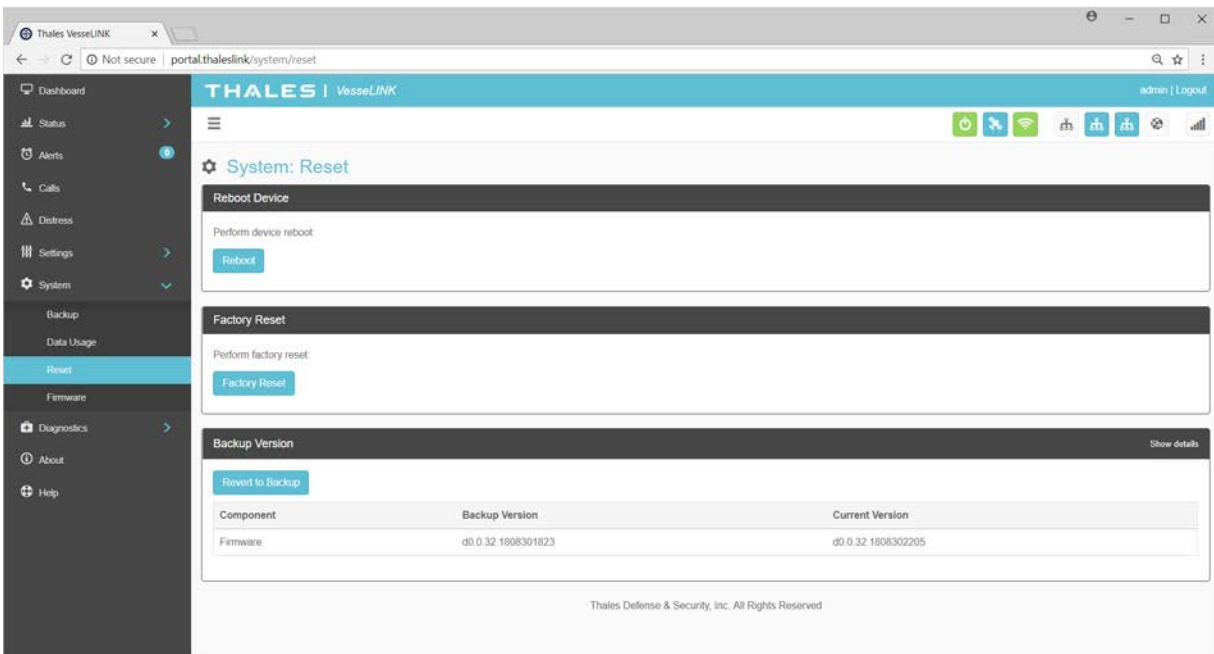 Thales VesseLINK
Not secure | portal.thaleslink/system/reset
Dashboard
Status
Alerts 0
Calls
Distress
Settings
System
Backup
Data Usage
Reset
Firmware
Diagnostics
About
Help
THALES | VesseLINK
admin | Logout
System: Reset
Reboot Device
Perform device reboot:
Reboot
Factory Reset
Perform factory reset:
Factory Reset
Backup Version Show details
Revert to Backup
Component Backup Version Current Version
Firmware d0.0.32.1808301823 d0.0.32.1808302205
Thales Defense & Security, Inc. All Rights Reserved